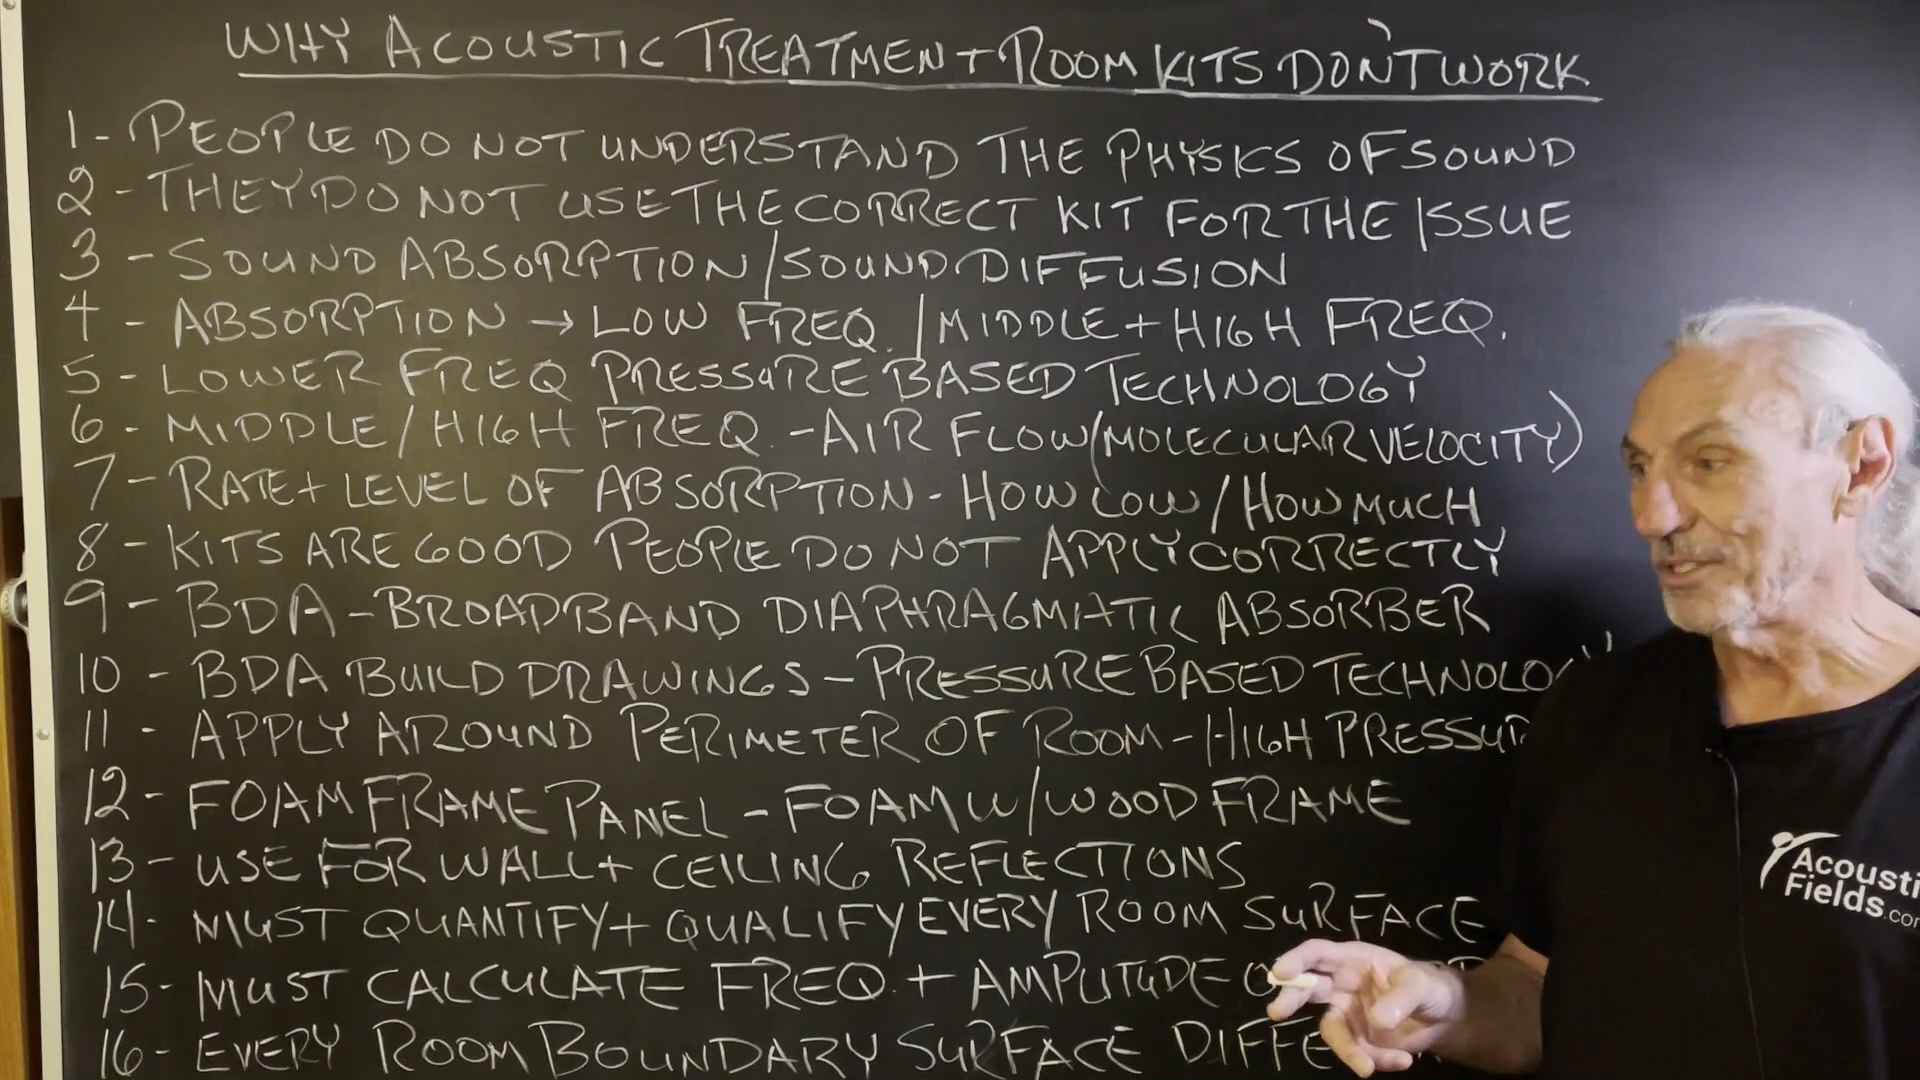 WHY ACOUSTIC TREATMENT + ROOM KITS DON'T WORK
1 - PEOPLE DO NOT UNDERSTAND THE PHYSICS OF SOUND
2 - THEY DO NOT USE THE CORRECT KIT FOR THE ISSUE
3 - SOUND ABSORPTION / SOUND DIFFUSION
4 - ABSORPTION → LOW FREQ. / MIDDLE + HIGH FREQ.
5 - LOWER FREQ PRESSURE BASED TECHNOLOGY
6 - MIDDLE / HIGH FREQ. - AIR FLOW (MOLECULAR VELOCITY)
7 - RATE + LEVEL OF ABSORPTION - HOW LOW / HOW MUCH
8 - KITS ARE GOOD PEOPLE DO NOT APPLY CORRECTLY
9 - BDA - BROADBAND DIAPHRAGMATIC ABSORBER
10 - BDA BUILD DRAWINGS - PRESSURE BASED TECHNOLOGY
11 - APPLY AROUND PERIMETER OF ROOM - HIGH PRESSUR
12 - FOAM FRAME PANEL - FOAM W/ WOOD FRAME
13 - USE FOR WALL + CEILING REFLECTIONS
14 - MUST QUANTIFY + QUALIFY EVERY ROOM SURFACE
15 - MUST CALCULATE FREQ. + AMPLITUDE
16 - EVERY ROOM BOUNDARY SURFACE DIFFE
Acousti
Fields.com